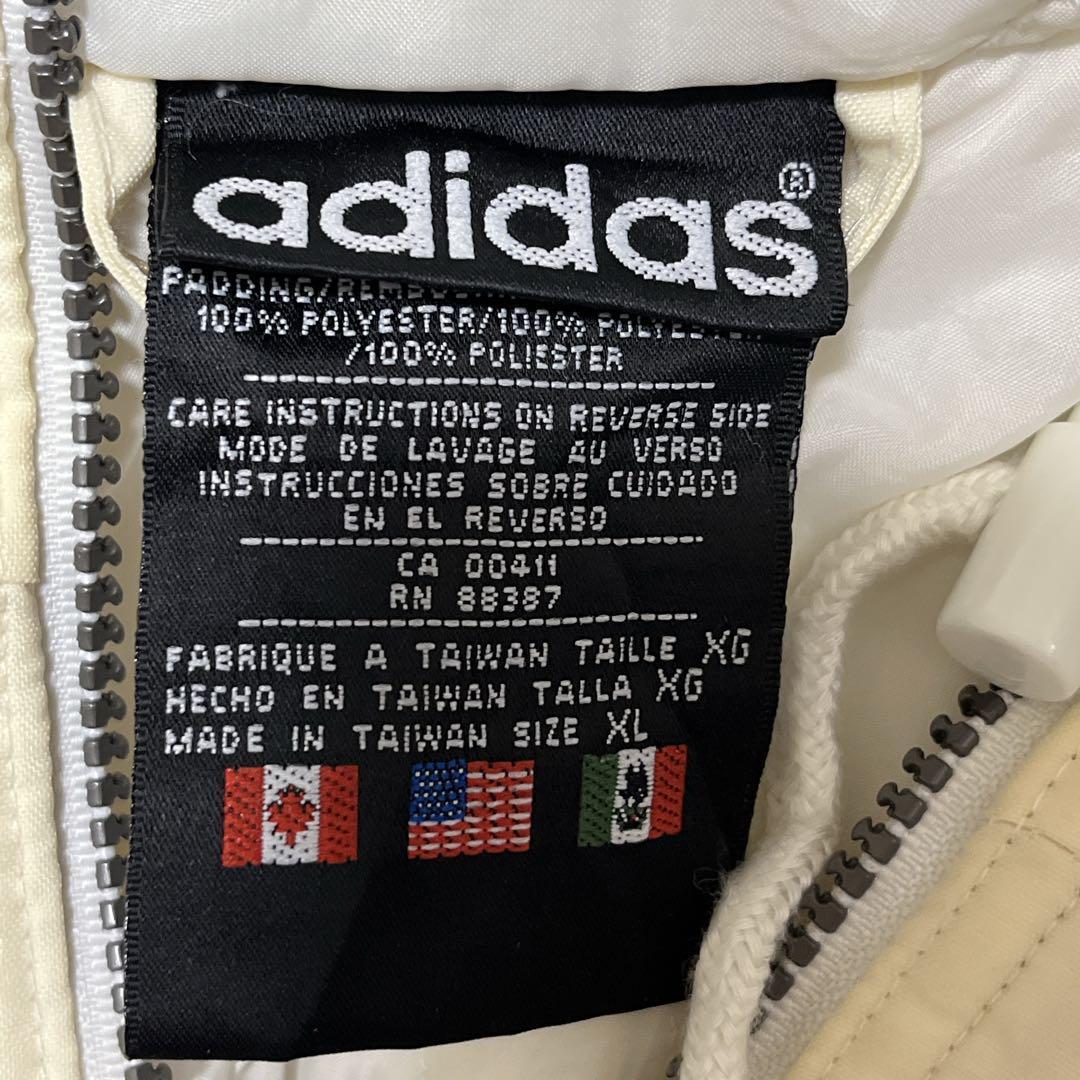 adidas®
100% POLYESTER/100%
/100% POLIESTER
CARE INSTRUCTIONS ON REVERSE SIDE
MODE DE LAVAGE AU VERSO
INSTRUCCIONES SOBRE CUIDADO
EN EL REVERSO
CA 00411
RN 88387
FABRIQUE A TAIWAN TAILLE XG
HECHO EN TAIWAN TALLA XG
MADE IN TAIWAN SIZE XL